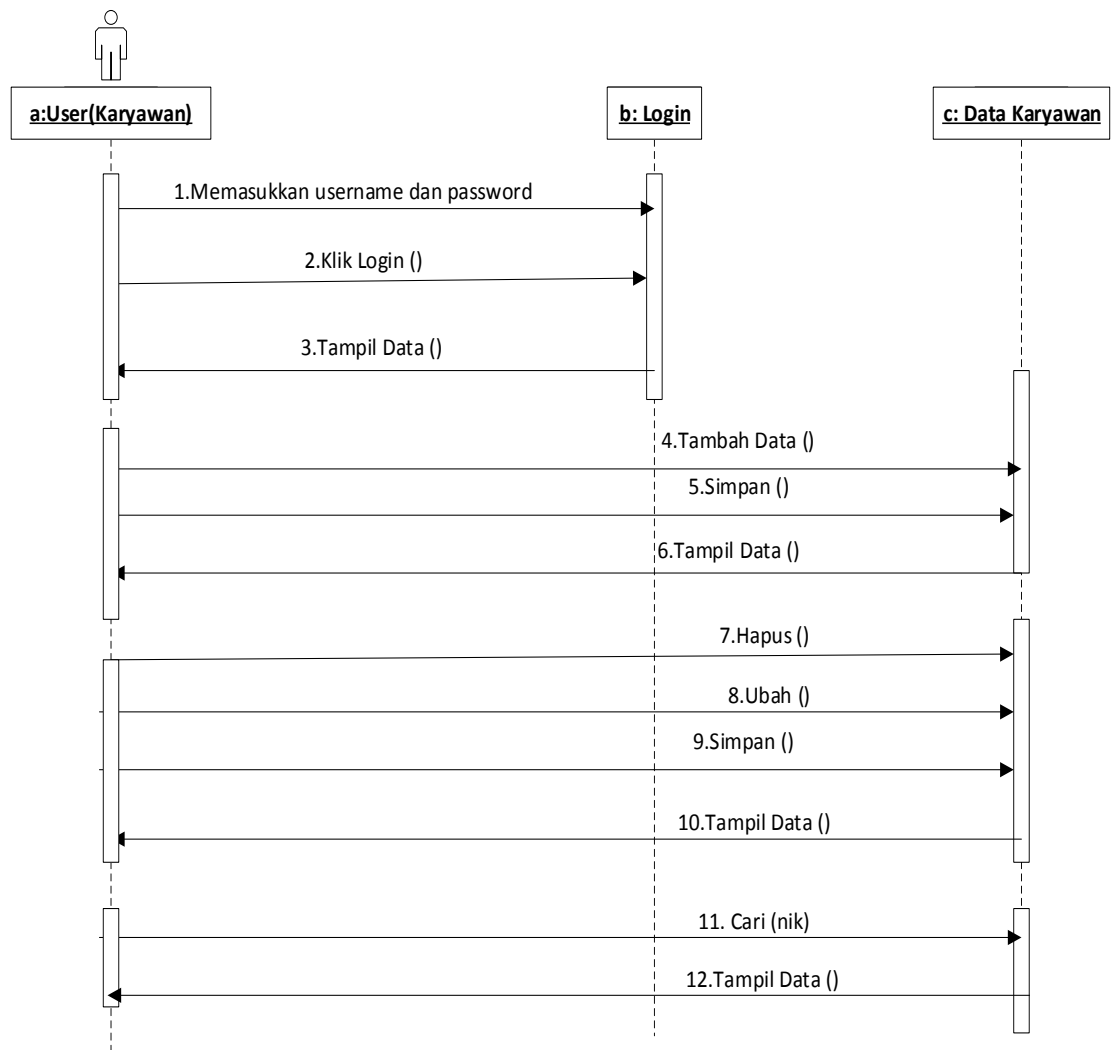 a:User(Karyawan)
b: Login
c: Data Karyawan
1.Memasukkan username dan password
2.Klik Login ()
3.Tampil Data ()
4.Tambah Data ()
5.Simpan ()
6.Tampil Data ()
7.Hapus ()
8.Ubah ()
9.Simpan ()
10.Tampil Data ()
11. Cari (nik)
12.Tampil Data ()